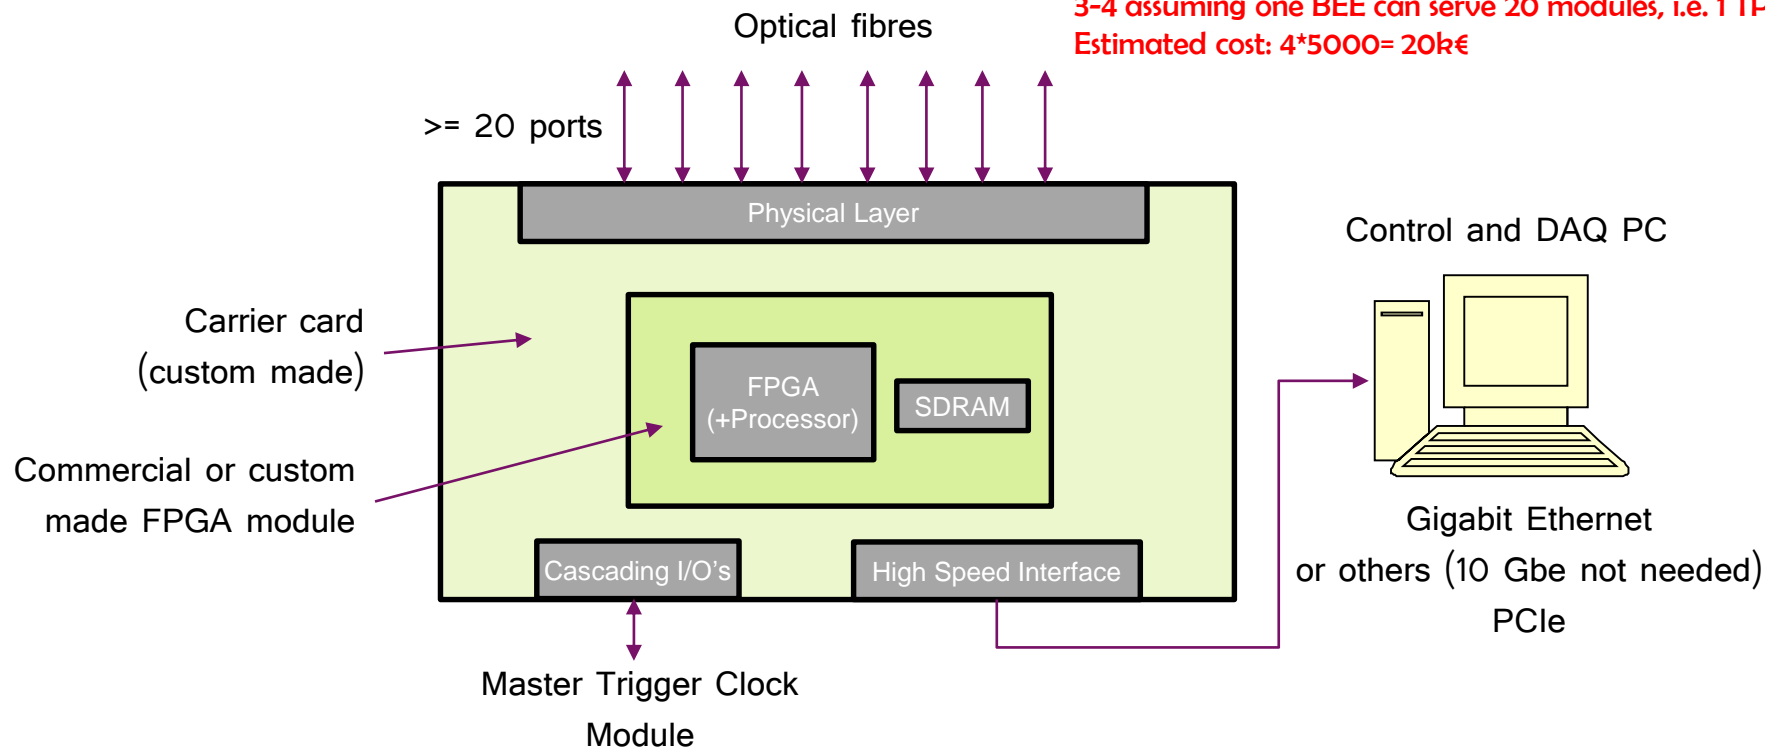 3-4 assuming one BEE can serve 20 modules, i.e. 1
Estimated cost: 4*5000= 20k€
Optical fibres
>= 20 ports
Physical Layer
Control and DAQ PC
Carrier card
(custom made)
FPGA
(+Processor)
SDRAM
Commercial or custom
made FPGA module
Gigabit Ethernet
or others (10 Gbe not needed)
PCIe
Cascading I/O's
High Speed Interface
Master Trigger Clock
Module